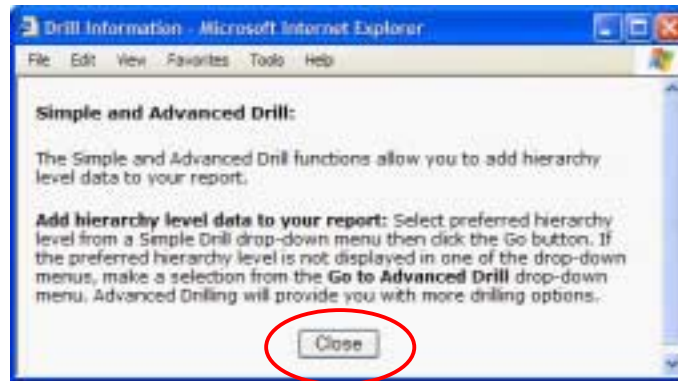 Drill Information - Microsoft Internet Explorer
File Edit View Favorites Tools Help
Simple and Advanced Drill:
The Simple and Advanced Drill functions allow you to add hierarchy
level data to your report.
Add hierarchy level data to your report: Select preferred hierarchy
level from a Simple Drill drop-down menu then click the Go button. If
the preferred hierarchy level is not displayed in one of the drop-down
menus, make a selection from the Go to Advanced Drill drop-down
menu. Advanced Drilling will provide you with more drilling options.
Close